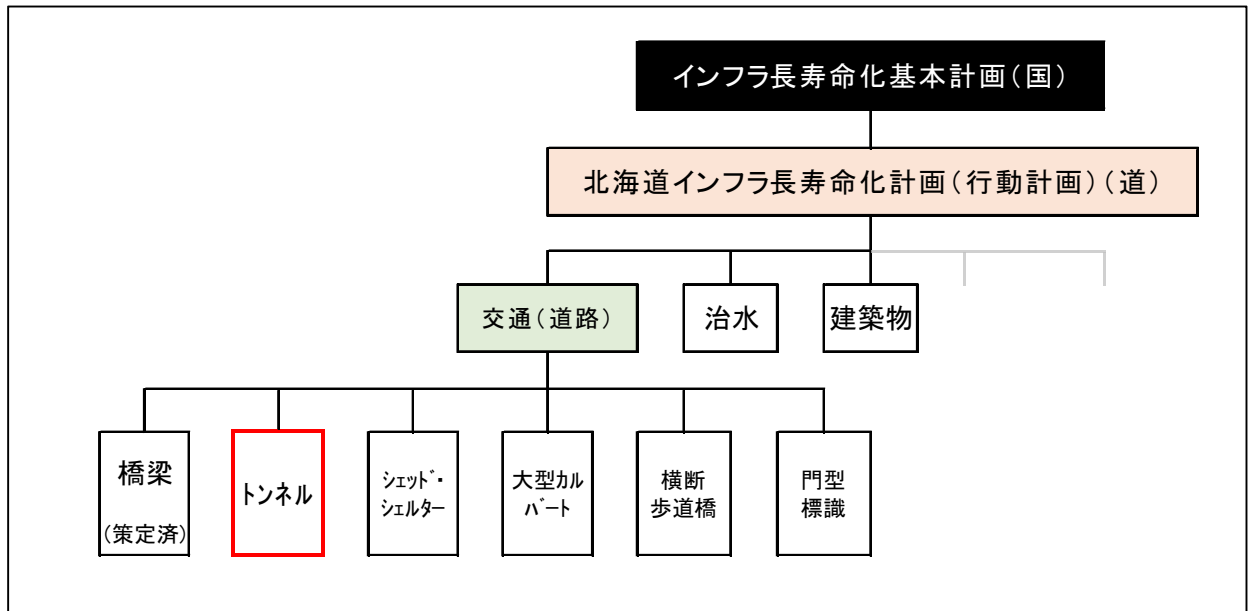 インフラ長寿命化基本計画(国)
北海道インフラ長寿命化計画(行動計画)(道)
交通(道路)
治水
建築物
橋梁
(策定済)
トンネル
ｼｪｯﾄﾞ・
ｼｪﾙﾀｰ
大型ｶﾙ
ﾊﾞｰﾄ
横断
歩道橋
門型
標識